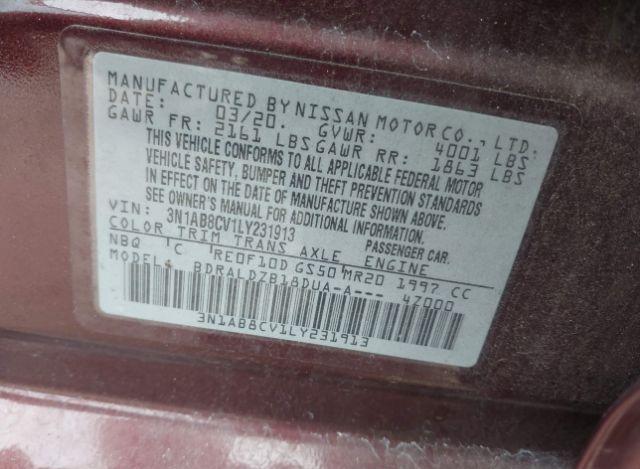 MANUFACTURED BY NISSAN MOTOR CO., LTD.
DATE: 03/20. GVWR: 4001 LBS
GAWR FR: 2161 LBS GAWR RR: 1863 LBS
THIS VEHICLE CONFORMS TO ALL APPLICABLE FEDERAL MOTOR
VEHICLE SAFETY, BUMPER AND THEFT PREVENTION STANDARDS
IN EFFECT ON THE DATE OF MANUFACTURE SHOWN ABOVE.
SEE OWNER'S MANUAL FOR ADDITIONAL INFORMATION
VIN: 3N1AB8CV1LY231913 PASSENGER CAR.
COLOR TRIM TRANS AXLE ENGINE
NBQ C RE0F10D GS50 MR20 1997 CC
MODEL BDRALDZB18DUA-A--- 47000
3N1AB8CV1LY231913